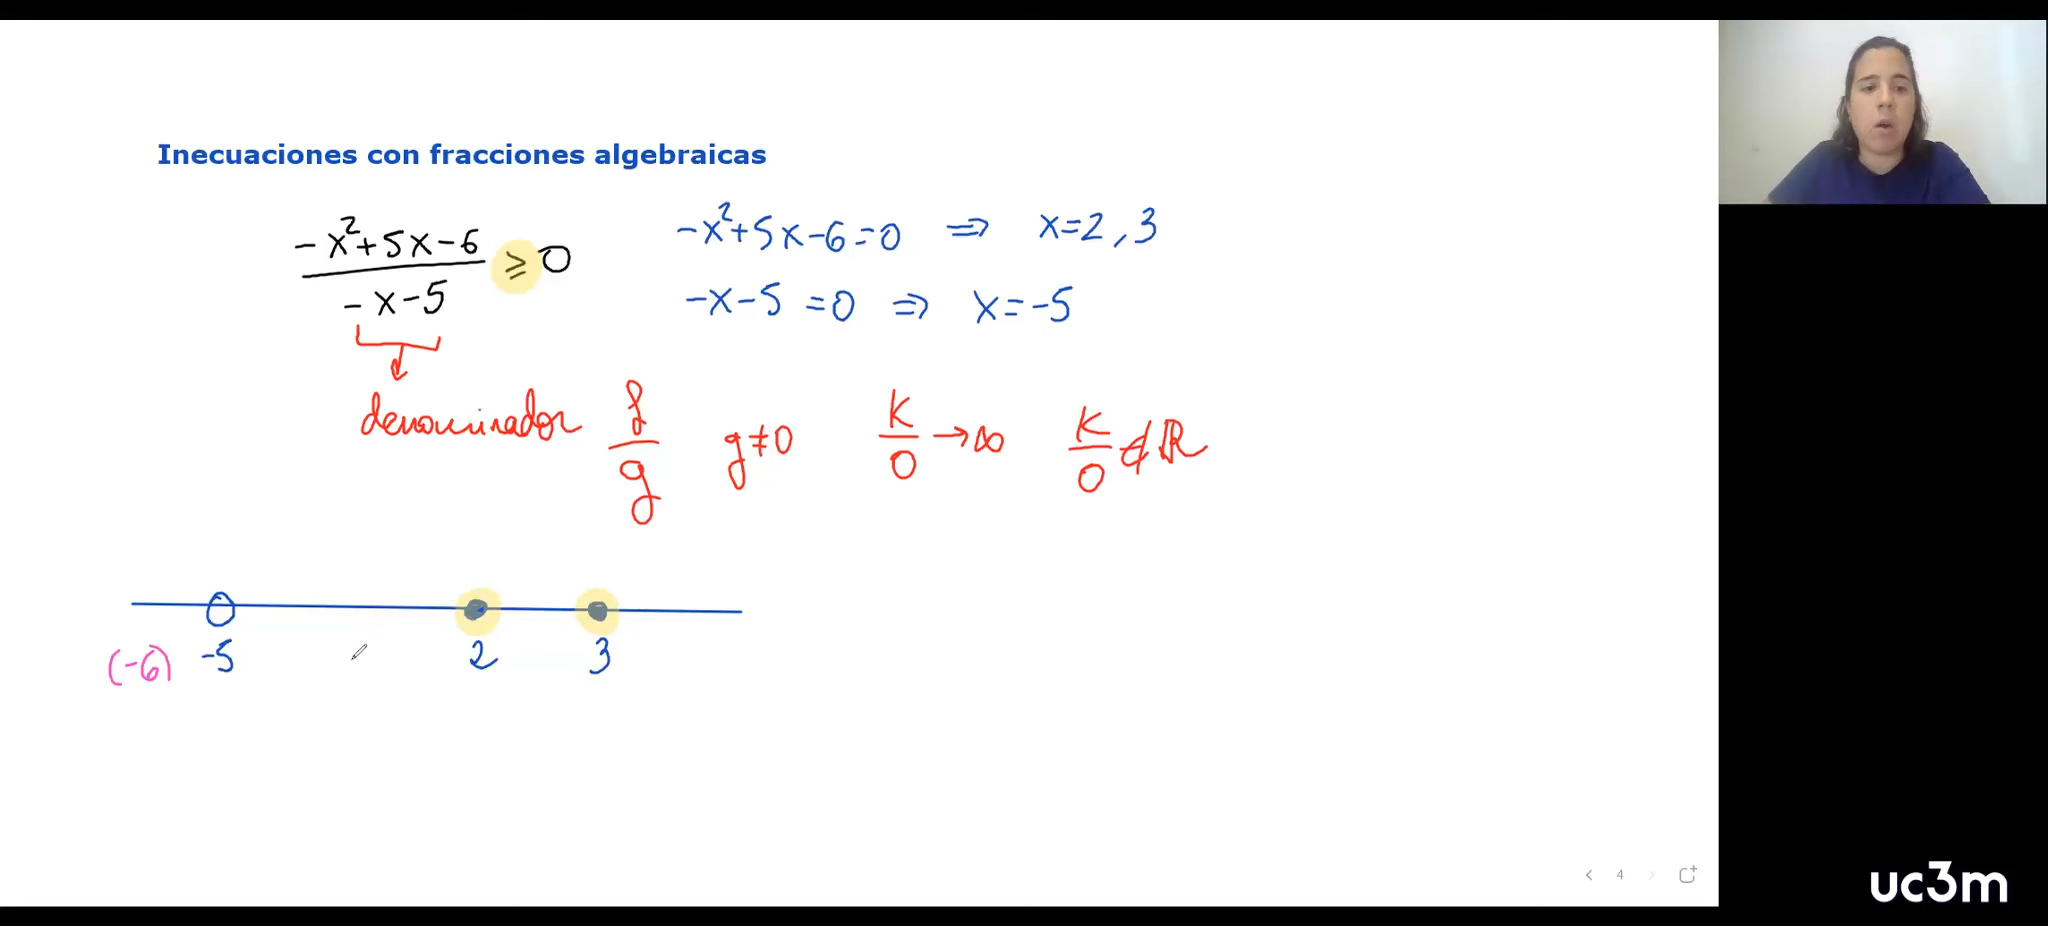 Inecuaciones con fracciones algebraicas
-x²+5x-6 / -x-5 ≥ 0
-x²+5x-6=0 ⇒ x=2,3
-x-5=0 ⇒ x=-5
denominador f/g g≠0 K/0 → ∞ K/0 ∉ ℝ
(-6) -5 2 3
4
uc3m